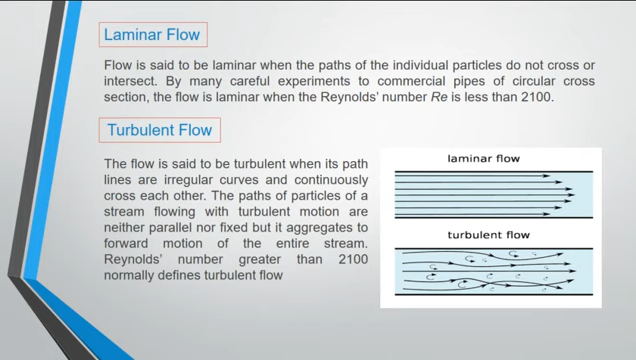 Laminar Flow
Flow is said to be laminar when the paths of the individual particles do not cross or
intersect. By many careful experiments to commercial pipes of circular cross
section, the flow is laminar when the Reynolds' number Re is less than 2100.
Turbulent Flow
The flow is said to be turbulent when its path
lines are irregular curves and continuously
cross each other. The paths of particles of a
stream flowing with turbulent motion are
neither parallel nor fixed but it aggregates to
forward motion of the entire stream.
Reynolds' number greater than 2100
normally defines turbulent flow
laminar flow
turbulent flow